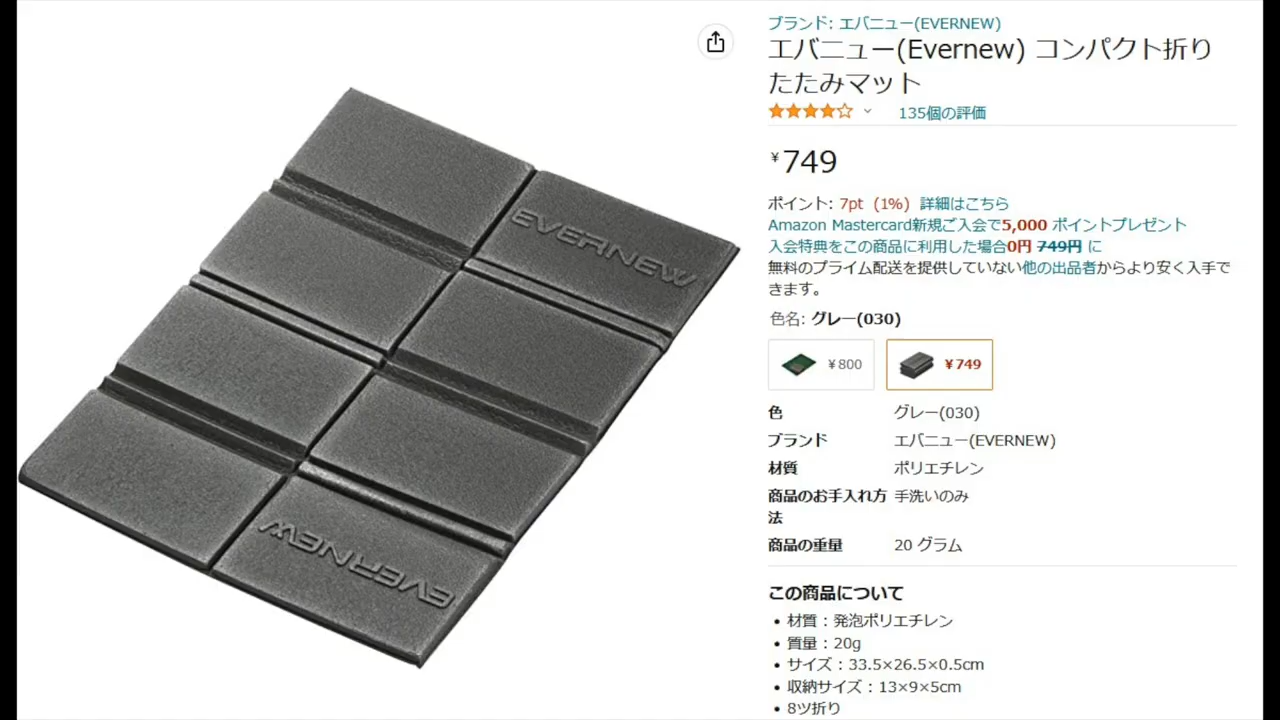 ブランド: エバニュー(EVERNEW)
エバニュー(Evernew) コンパクト折り
たたみマット
135個の評価
¥749
ポイント: 7pt (1%) 詳細はこちら
Amazon Mastercard新規ご入会で5,000 ポイントプレゼント
入会特典をこの商品に利用した場合0円 749円 に
無料のプライム配送を提供していない他の出品者からより安く入手で
きます。
色名: グレー(030)
¥800
¥749
色 グレー(030)
ブランド エバニュー(EVERNEW)
材質 ポリエチレン
商品のお手入れ方 手洗いのみ
法
商品の重量 20 グラム
この商品について
• 材質：発泡ポリエチレン
• 質量：20g
• サイズ：33.5×26.5×0.5cm
• 収納サイズ：13×9×5cm
• 8ツ折り
EVERNEW
EVERNEW